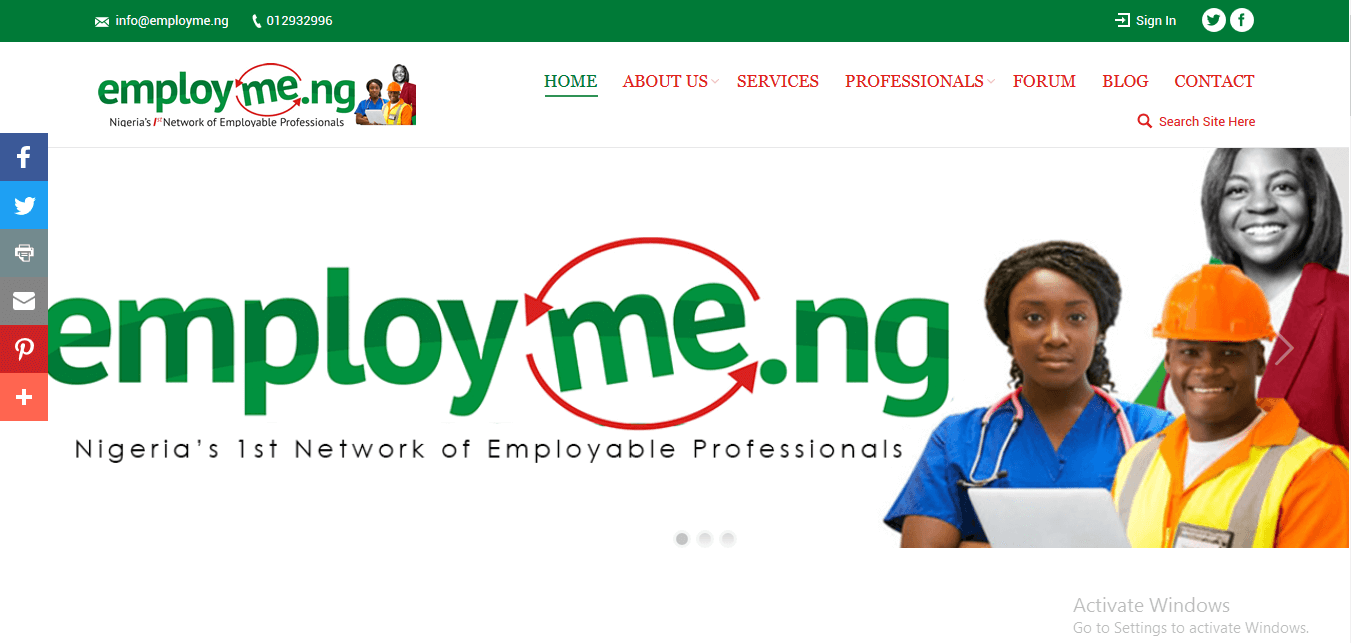 info@employme.ng 012932996 Sign In
employme.ng
Nigeria's 1st Network of Employable Professionals
HOME ABOUT US SERVICES PROFESSIONALS FORUM BLOG CONTACT
Search Site Here
employme.ng
Nigeria's 1st Network of Employable Professionals
Activate Windows
Go to Settings to activate Windows.